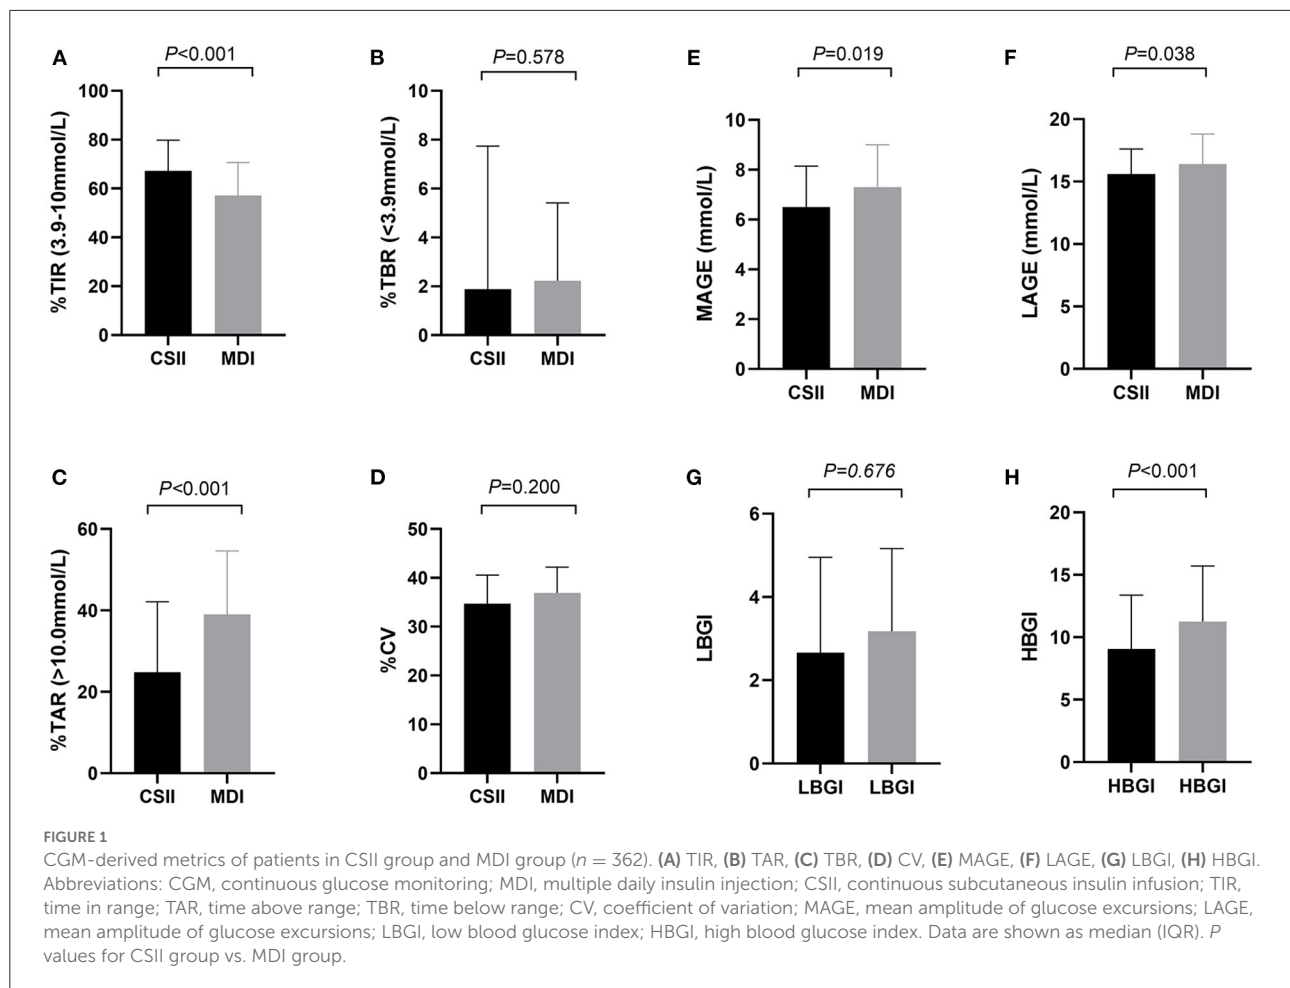 A
P<0.001
%TIR (3.9-10mmol/L)
100
80
60
40
20
0
CSII MDI
B
P=0.578
%TBR (<3.9mmol/L)
10
8
6
4
2
0
CSII MDI
E
P=0.019
MAGE (mmol/L)
10
8
6
4
2
0
CSII MDI
F
P=0.038
LAGE (mmol/L)
20
15
10
5
0
CSII MDI
C
P<0.001
%TAR (>10.0mmol/L)
60
40
20
0
CSII MDI
D
P=0.200
%CV
50
40
30
20
10
0
CSII MDI
G
P=0.676
LBGI
6
4
2
0
LBGI LBGI
H
P<0.001
HBGI
20
15
10
5
0
HBGI HBGI
FIGURE 1
CGM-derived metrics of patients in CSII group and MDI group (n = 362). (A) TIR, (B) TAR, (C) TBR, (D) CV, (E) MAGE, (F) LAGE, (G) LBGI, (H) HBGI.
Abbreviations: CGM, continuous glucose monitoring; MDI, multiple daily insulin injection; CSII, continuous subcutaneous insulin infusion; TIR,
time in range; TAR, time above range; TBR, time below range; CV, coefficient of variation; MAGE, mean amplitude of glucose excursions; LAGE,
mean amplitude of glucose excursions; LBGI, low blood glucose index; HBGI, high blood glucose index. Data are shown as median (IQR). P
values for CSII group vs. MDI group.